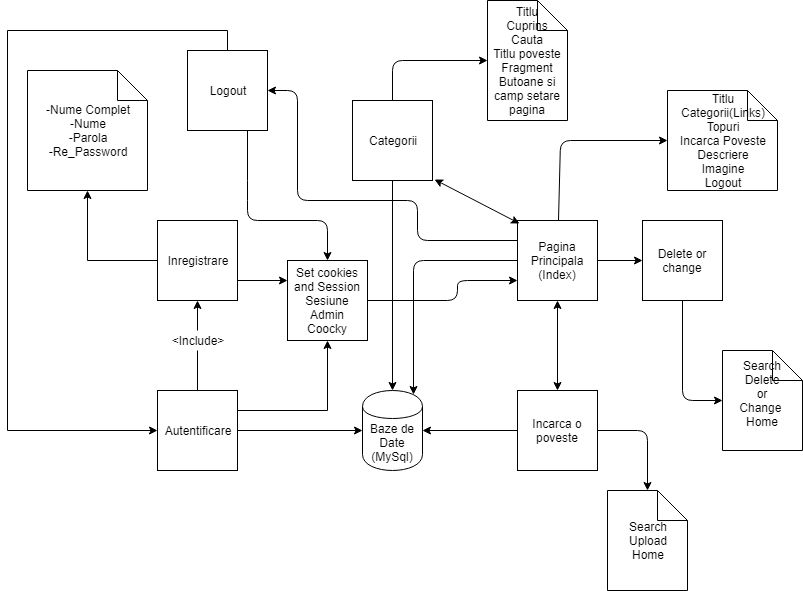 Titlu
Cuprins
Cauta
Titlu poveste
Fragment
Butoane si
camp setare
pagina
Logout
-Nume Complet
-Nume
-Parola
-Re_Password
Categorii
Titlu
Categorii(Links)
Topuri
Incarca Poveste
Descriere
Imagine
Logout
Inregistrare
Set cookies
and Session
Sesiune
Admin
Coocky
Pagina
Principala
(Index)
Delete or
change
<Include>
Search
Delete
or
Change
Home
Autentificare
Baze de
Date
(MySql)
Incarca o
poveste
Search
Upload
Home